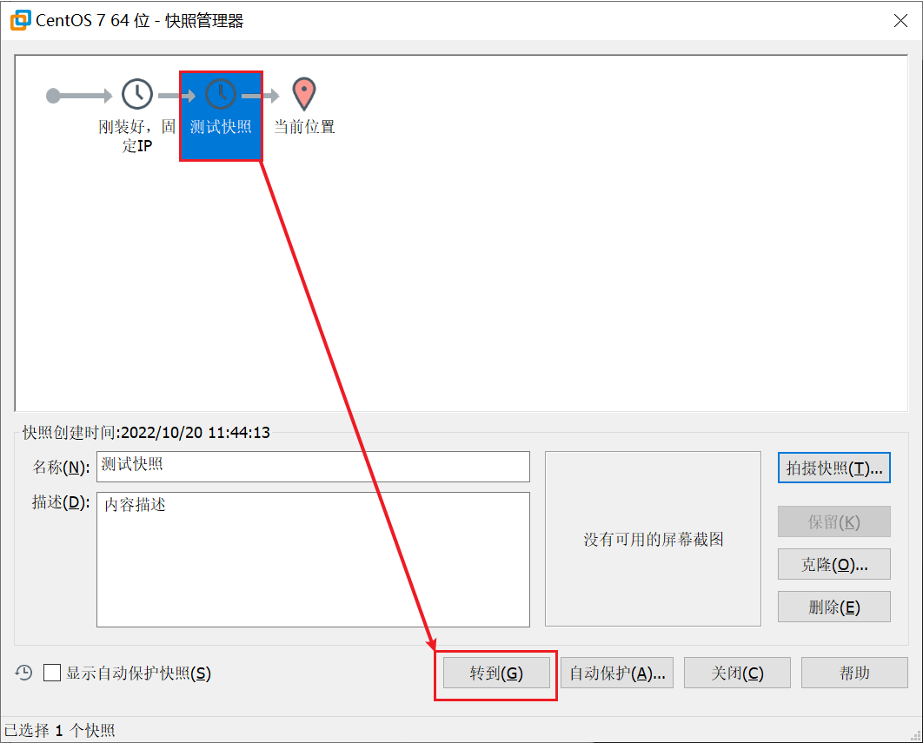 CentOS 7 64 位 - 快照管理器
刚装好，固
定IP
测试快照
当前位置
快照创建时间:2022/10/20 11:44:13
名称(N):
测试快照
描述(D):
内容描述
没有可用的屏幕截图
拍摄快照(T)...
保留(K)
克隆(O)...
删除(E)
显示自动保护快照(S)
转到(G)
自动保护(A)...
关闭(C)
帮助
已选择 1 个快照